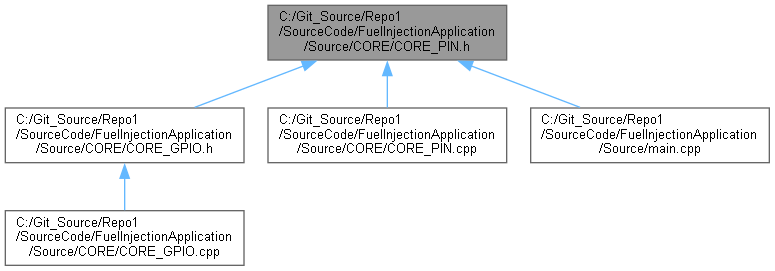 C:/Git_Source/Repo1
/SourceCode/FuelInjectionApplication
/Source/CORE/CORE_PIN.h
C:/Git_Source/Repo1
/SourceCode/FuelInjectionApplication
/Source/CORE/CORE_GPIO.h
C:/Git_Source/Repo1
/SourceCode/FuelInjectionApplication
/Source/CORE/CORE_PIN.cpp
C:/Git_Source/Repo1
/SourceCode/FuelInjectionApplication
/Source/main.cpp
C:/Git_Source/Repo1
/SourceCode/FuelInjectionApplication
/Source/CORE/CORE_GPIO.cpp